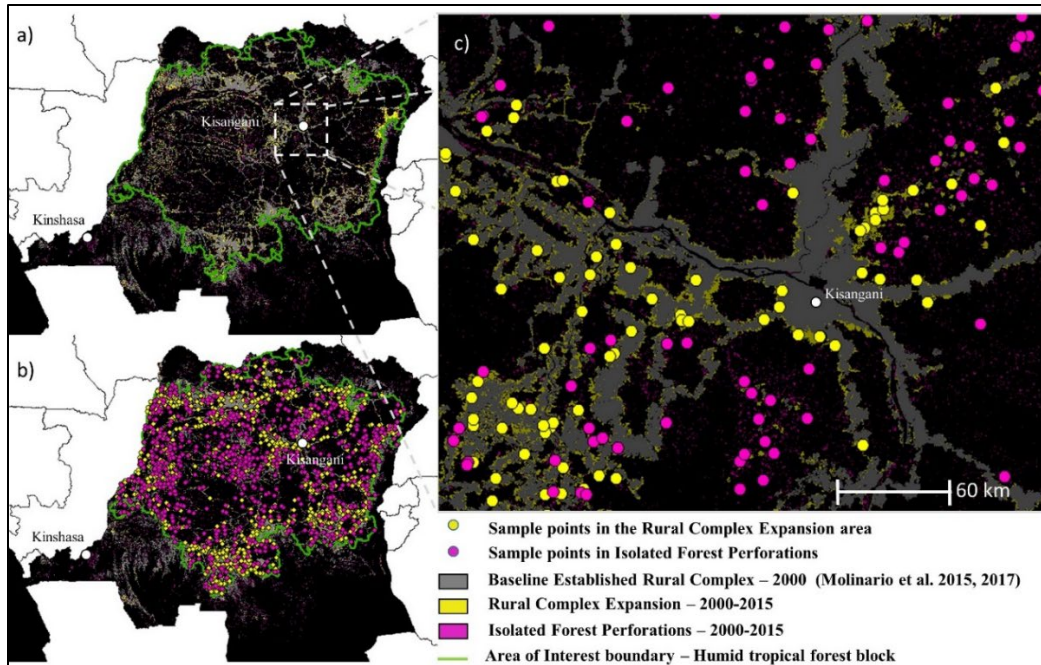 a)
Kisangani
Kinshasa
b)
Kisangani
Kinshasa
c)
Kisangani
60 km
Sample points in the Rural Complex Expansion area
Sample points in Isolated Forest Perforations
Baseline Established Rural Complex – 2000 (Molinario et al. 2015, 2017)
Rural Complex Expansion – 2000-2015
Isolated Forest Perforations – 2000-2015
Area of Interest boundary – Humid tropical forest block